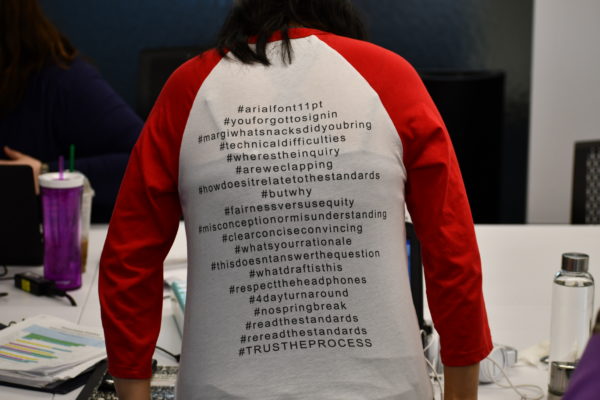 #arialfont11pt
#youforgottosignin
#margiwhatsnacksdidyoubring
#technicaldifficulties
#wherestheinquiry
#areweclapping
#howdoesitrelatetothestandards
#butwhy
#fairnessversusequity
#misconceptionormisunderstanding
#clearconciseconvincing
#whatsyourrationale
#thisdoesntanswerthequestion
#whatdraftisthis
#respecttheheadphones
#4dayturnaround
#nospringbreak
#readthestandards
#rereadthestandards
#TRUSTTHEPROCESS